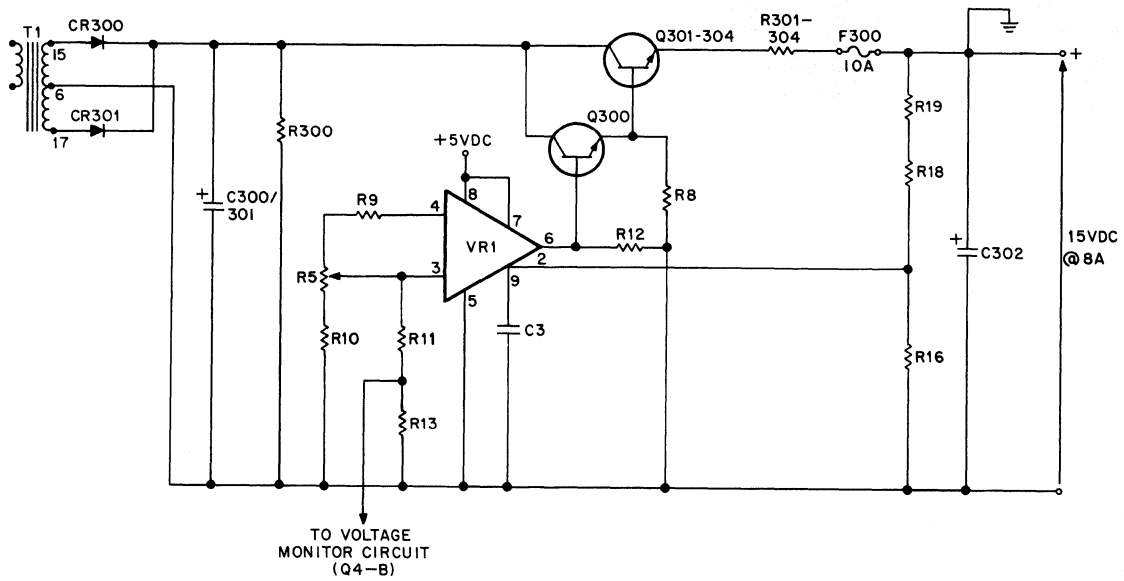 T1
CR300
15
6
CR301
17
R300
+
C300/
301
Q301-304
R301-
304
F300
10A
+
Q300
+5VDC
8
7
R9
4
VR1
6
2
R5
3
9
5
R12
R8
R19
R18
+
C302
15VDC
@8A
R10
R11
C3
R16
R13
TO VOLTAGE
MONITOR CIRCUIT
(Q4-B)